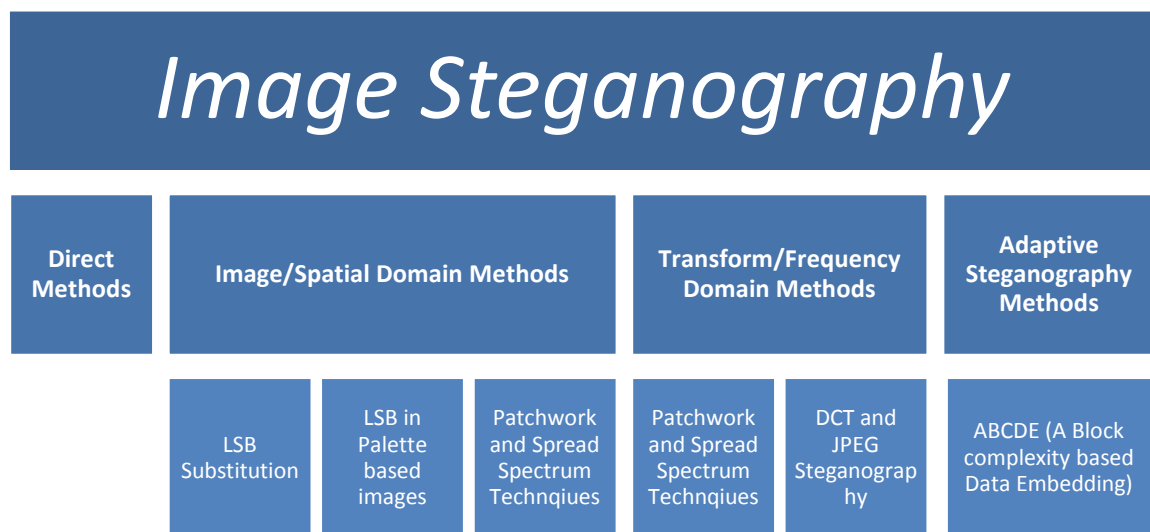 Image Steganography
Direct
Methods
Image/Spatial Domain Methods
Transform/Frequency
Domain Methods
Adaptive
Steganography
Methods
LSB
Substitution
LSB in
Palette
based
images
Patchwork
and Spread
Spectrum
Technqiues
Patchwork
and Spread
Spectrum
Technqiues
DCT and
JPEG
Steganograp
hy
ABCDE (A Block
complexity based
Data Embedding)